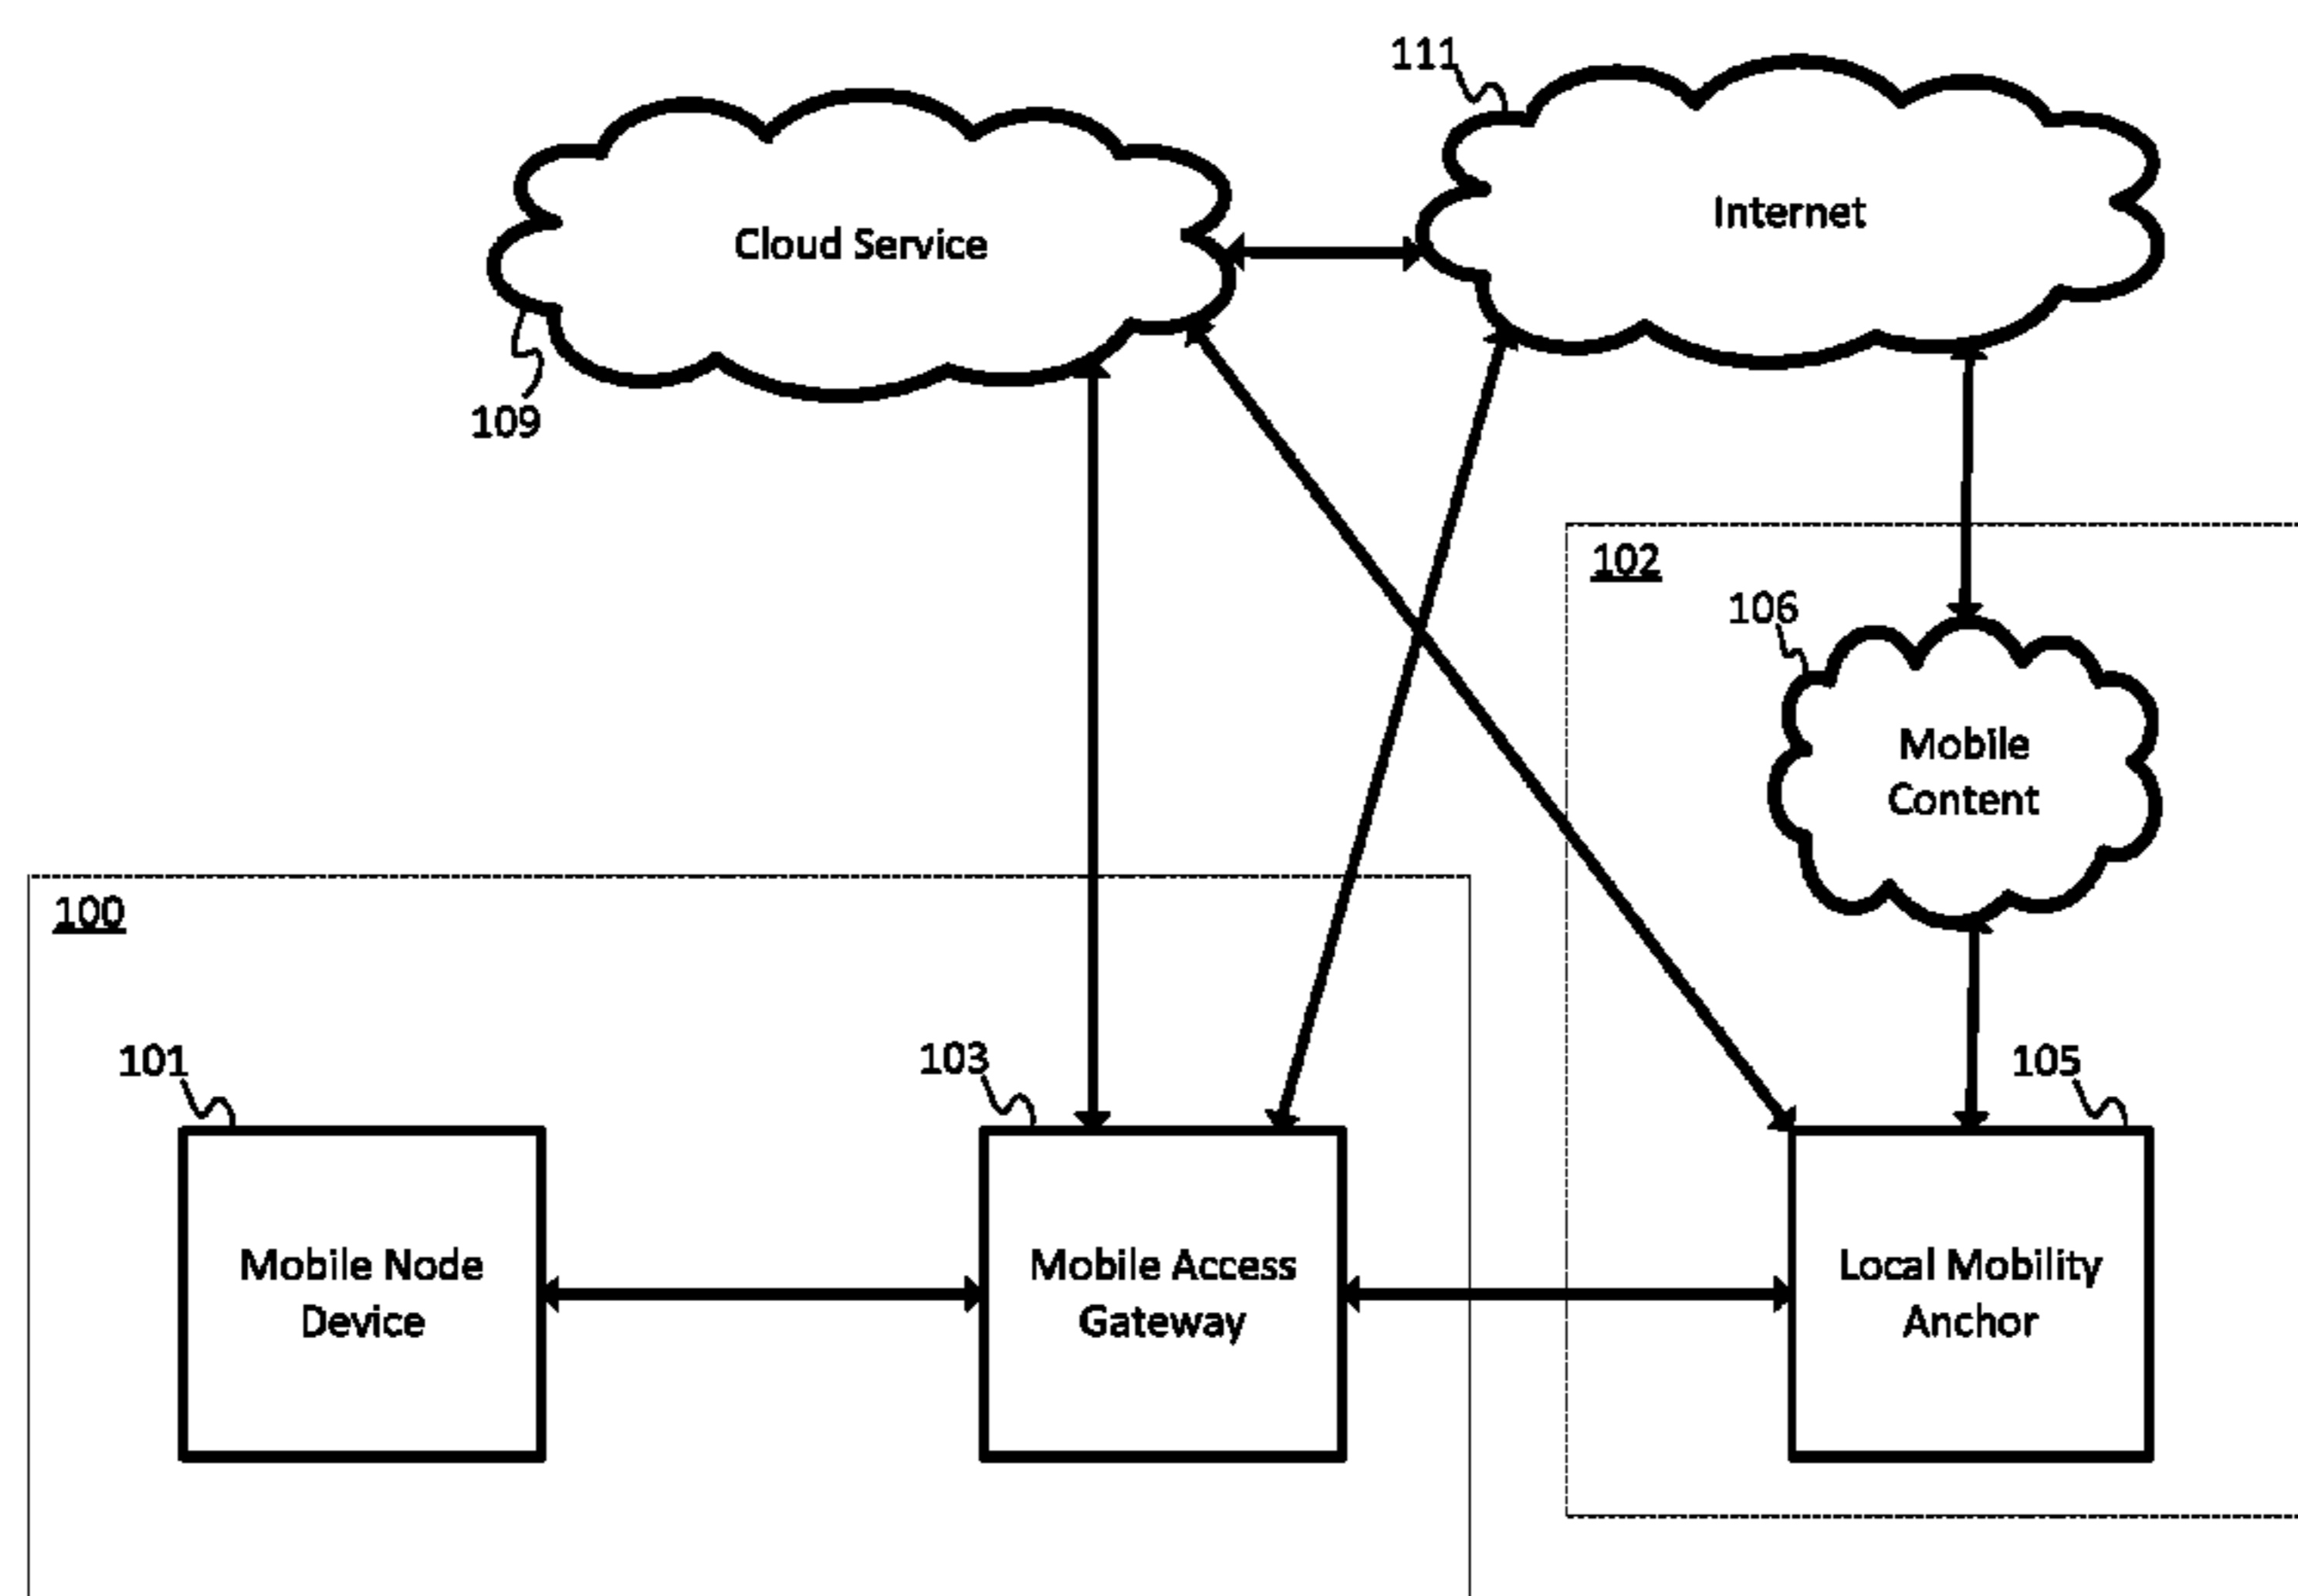 111
Internet
Cloud Service
109
102
106
Mobile
Content
100
101
103
105
Mobile Node
Device
Mobile Access
Gateway
Local Mobility
Anchor